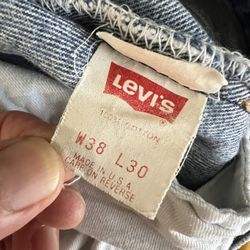 LEVI'S
100% COTTON
W38 L30
MADE IN U.S.A
CARE ON REVERSE